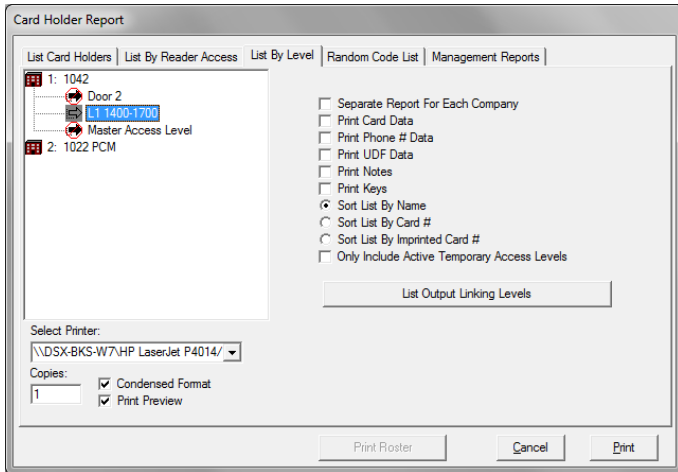 Card Holder Report
List Card Holders
List By Reader Access
List By Level
Random Code List
Management Reports
1: 1042
Door 2
L1 1400-1700
Master Access Level
2: 1022 PCM
Separate Report For Each Company
Print Card Data
Print Phone # Data
Print UDF Data
Print Notes
Print Keys
Sort List By Name
Sort List By Card #
Sort List By Imprinted Card #
Only Include Active Temporary Access Levels
List Output Linking Levels
Select Printer:
\\DSX-BKS-W7\HP LaserJet P4014/
Copies:
1
Condensed Format
Print Preview
Print Roster
Cancel
Print